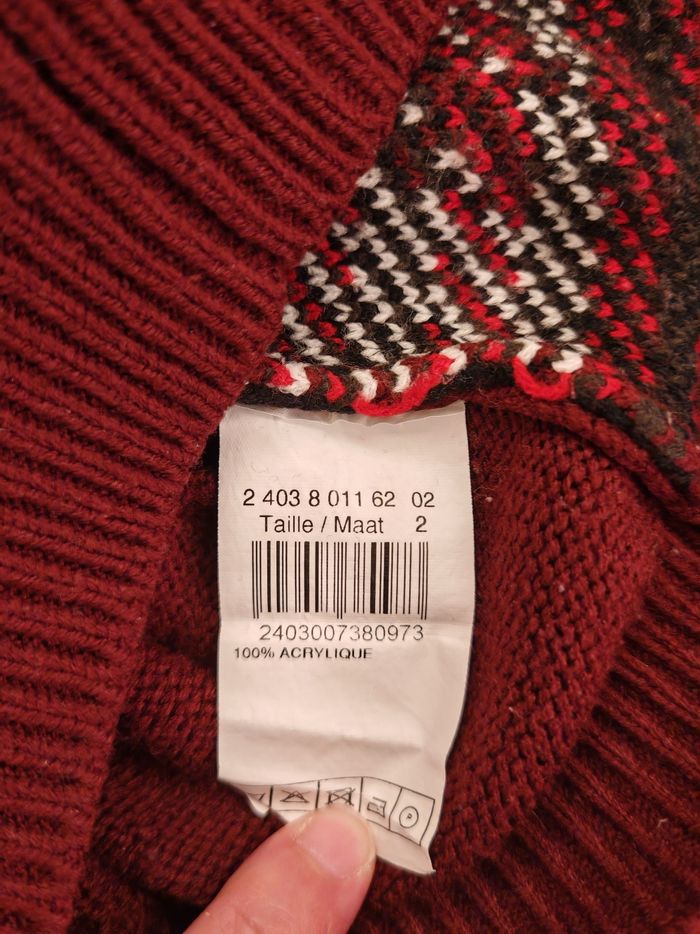 2 403 8 011 62 02
Taille / Maat 2
2403007380973
100% ACRYLIQUE
P